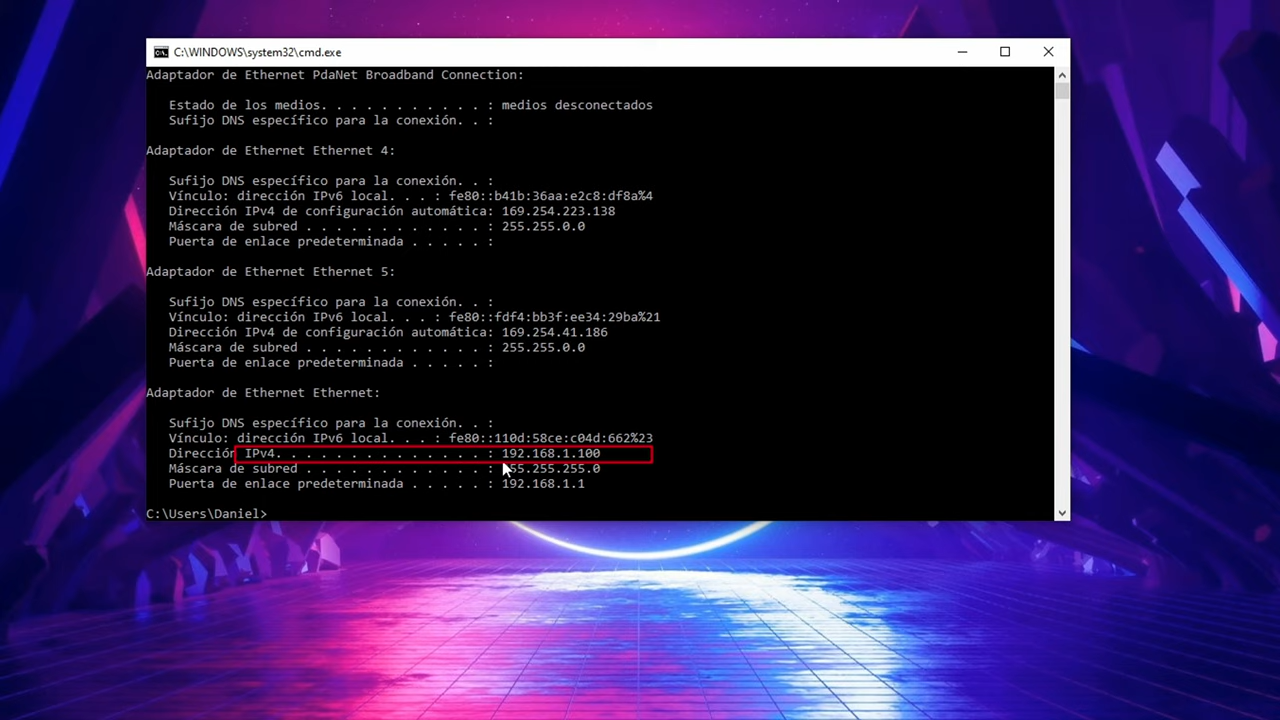 C:\WINDOWS\system32\cmd.exe
Adaptador de Ethernet PdaNet Broadband Connection:
Estado de los medios. . . . . . . . . . . : medios desconectados
Sufijo DNS específico para la conexión. . :
Adaptador de Ethernet Ethernet 4:
Sufijo DNS específico para la conexión. . :
Vínculo: dirección IPv6 local. . . : fe80::b41b:36aa:e2c8:df8a%4
Dirección IPv4 de configuración automática: 169.254.223.138
Máscara de subred . . . . . . . . . . . . : 255.255.0.0
Puerta de enlace predeterminada . . . . . :
Adaptador de Ethernet Ethernet 5:
Sufijo DNS específico para la conexión. . :
Vínculo: dirección IPv6 local. . . : fe80::fdf4:bb3f:ee34:29ba%21
Dirección IPv4 de configuración automática: 169.254.41.186
Máscara de subred . . . . . . . . . . . . : 255.255.0.0
Puerta de enlace predeterminada . . . . . :
Adaptador de Ethernet Ethernet:
Sufijo DNS específico para la conexión. . :
Vínculo: dirección IPv6 local. . . : fe80::110d:58ce:c04d:662%23
Dirección IPv4. . . . . . . . . . . . . . : 192.168.1.100
Máscara de subred . . . . . . . . . . . . : 255.255.255.0
Puerta de enlace predeterminada . . . . . : 192.168.1.1
C:\Users\Daniel>